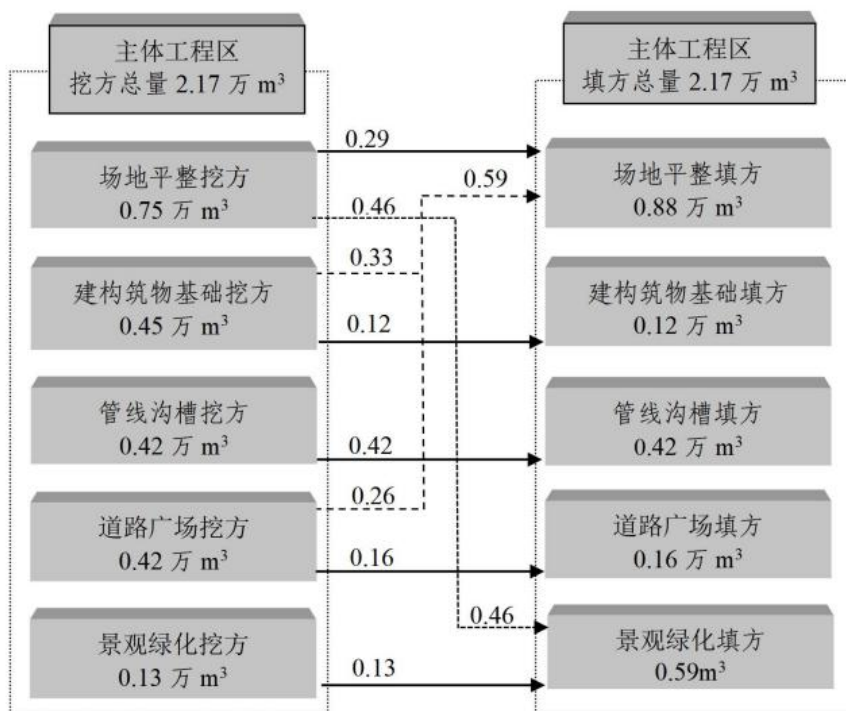 主体工程区
挖方总量 2.17 万 m³
主体工程区
填方总量 2.17 万 m³
场地平整挖方
0.75 万 m³
0.29
0.59
0.46
场地平整填方
0.88 万 m³
建构筑物基础挖方
0.45 万 m³
0.33
0.12
建构筑物基础填方
0.12 万 m³
管线沟槽挖方
0.42 万 m³
0.42
管线沟槽填方
0.42 万 m³
道路广场挖方
0.42 万 m³
0.26
0.16
道路广场填方
0.16 万 m³
景观绿化挖方
0.13 万 m³
0.46
0.13
景观绿化填方
0.59m³